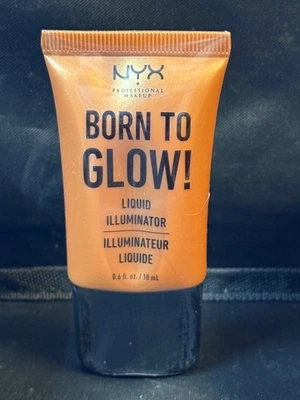 NYX
PROFESSIONAL
MAKEUP
BORN TO
GLOW!
LIQUID
ILLUMINATOR
ILLUMINATEUR
LIQUIDE
0.6 fl. oz. / 18 mL